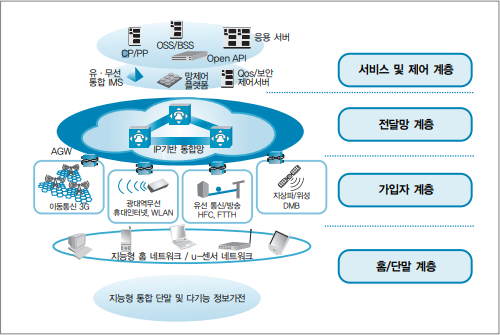 응용 서버
OSS/BSS
CP/PP
Open API
유·무선
통합 IMS
망제어
플랫폼
Qos/보안
제어서버
서비스 및 제어 계층
전달망 계층
IP기반 통합망
AGW
가입자 계층
이동통신 3G
광대역무선
휴대인터넷, WLAN
유선 통신/방송
HFC, FTTH
지상파/위성
DMB
지능형 홈 네트워크 / u-센서 네트워크
홈/단말 계층
지능형 통합 단말 및 다기능 정보가전